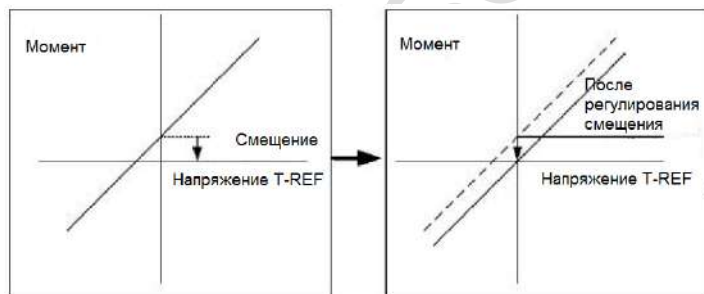 Момент
Смещение
Напряжение T-REF
Момент
После
регулирования
смещения
Напряжение T-REF